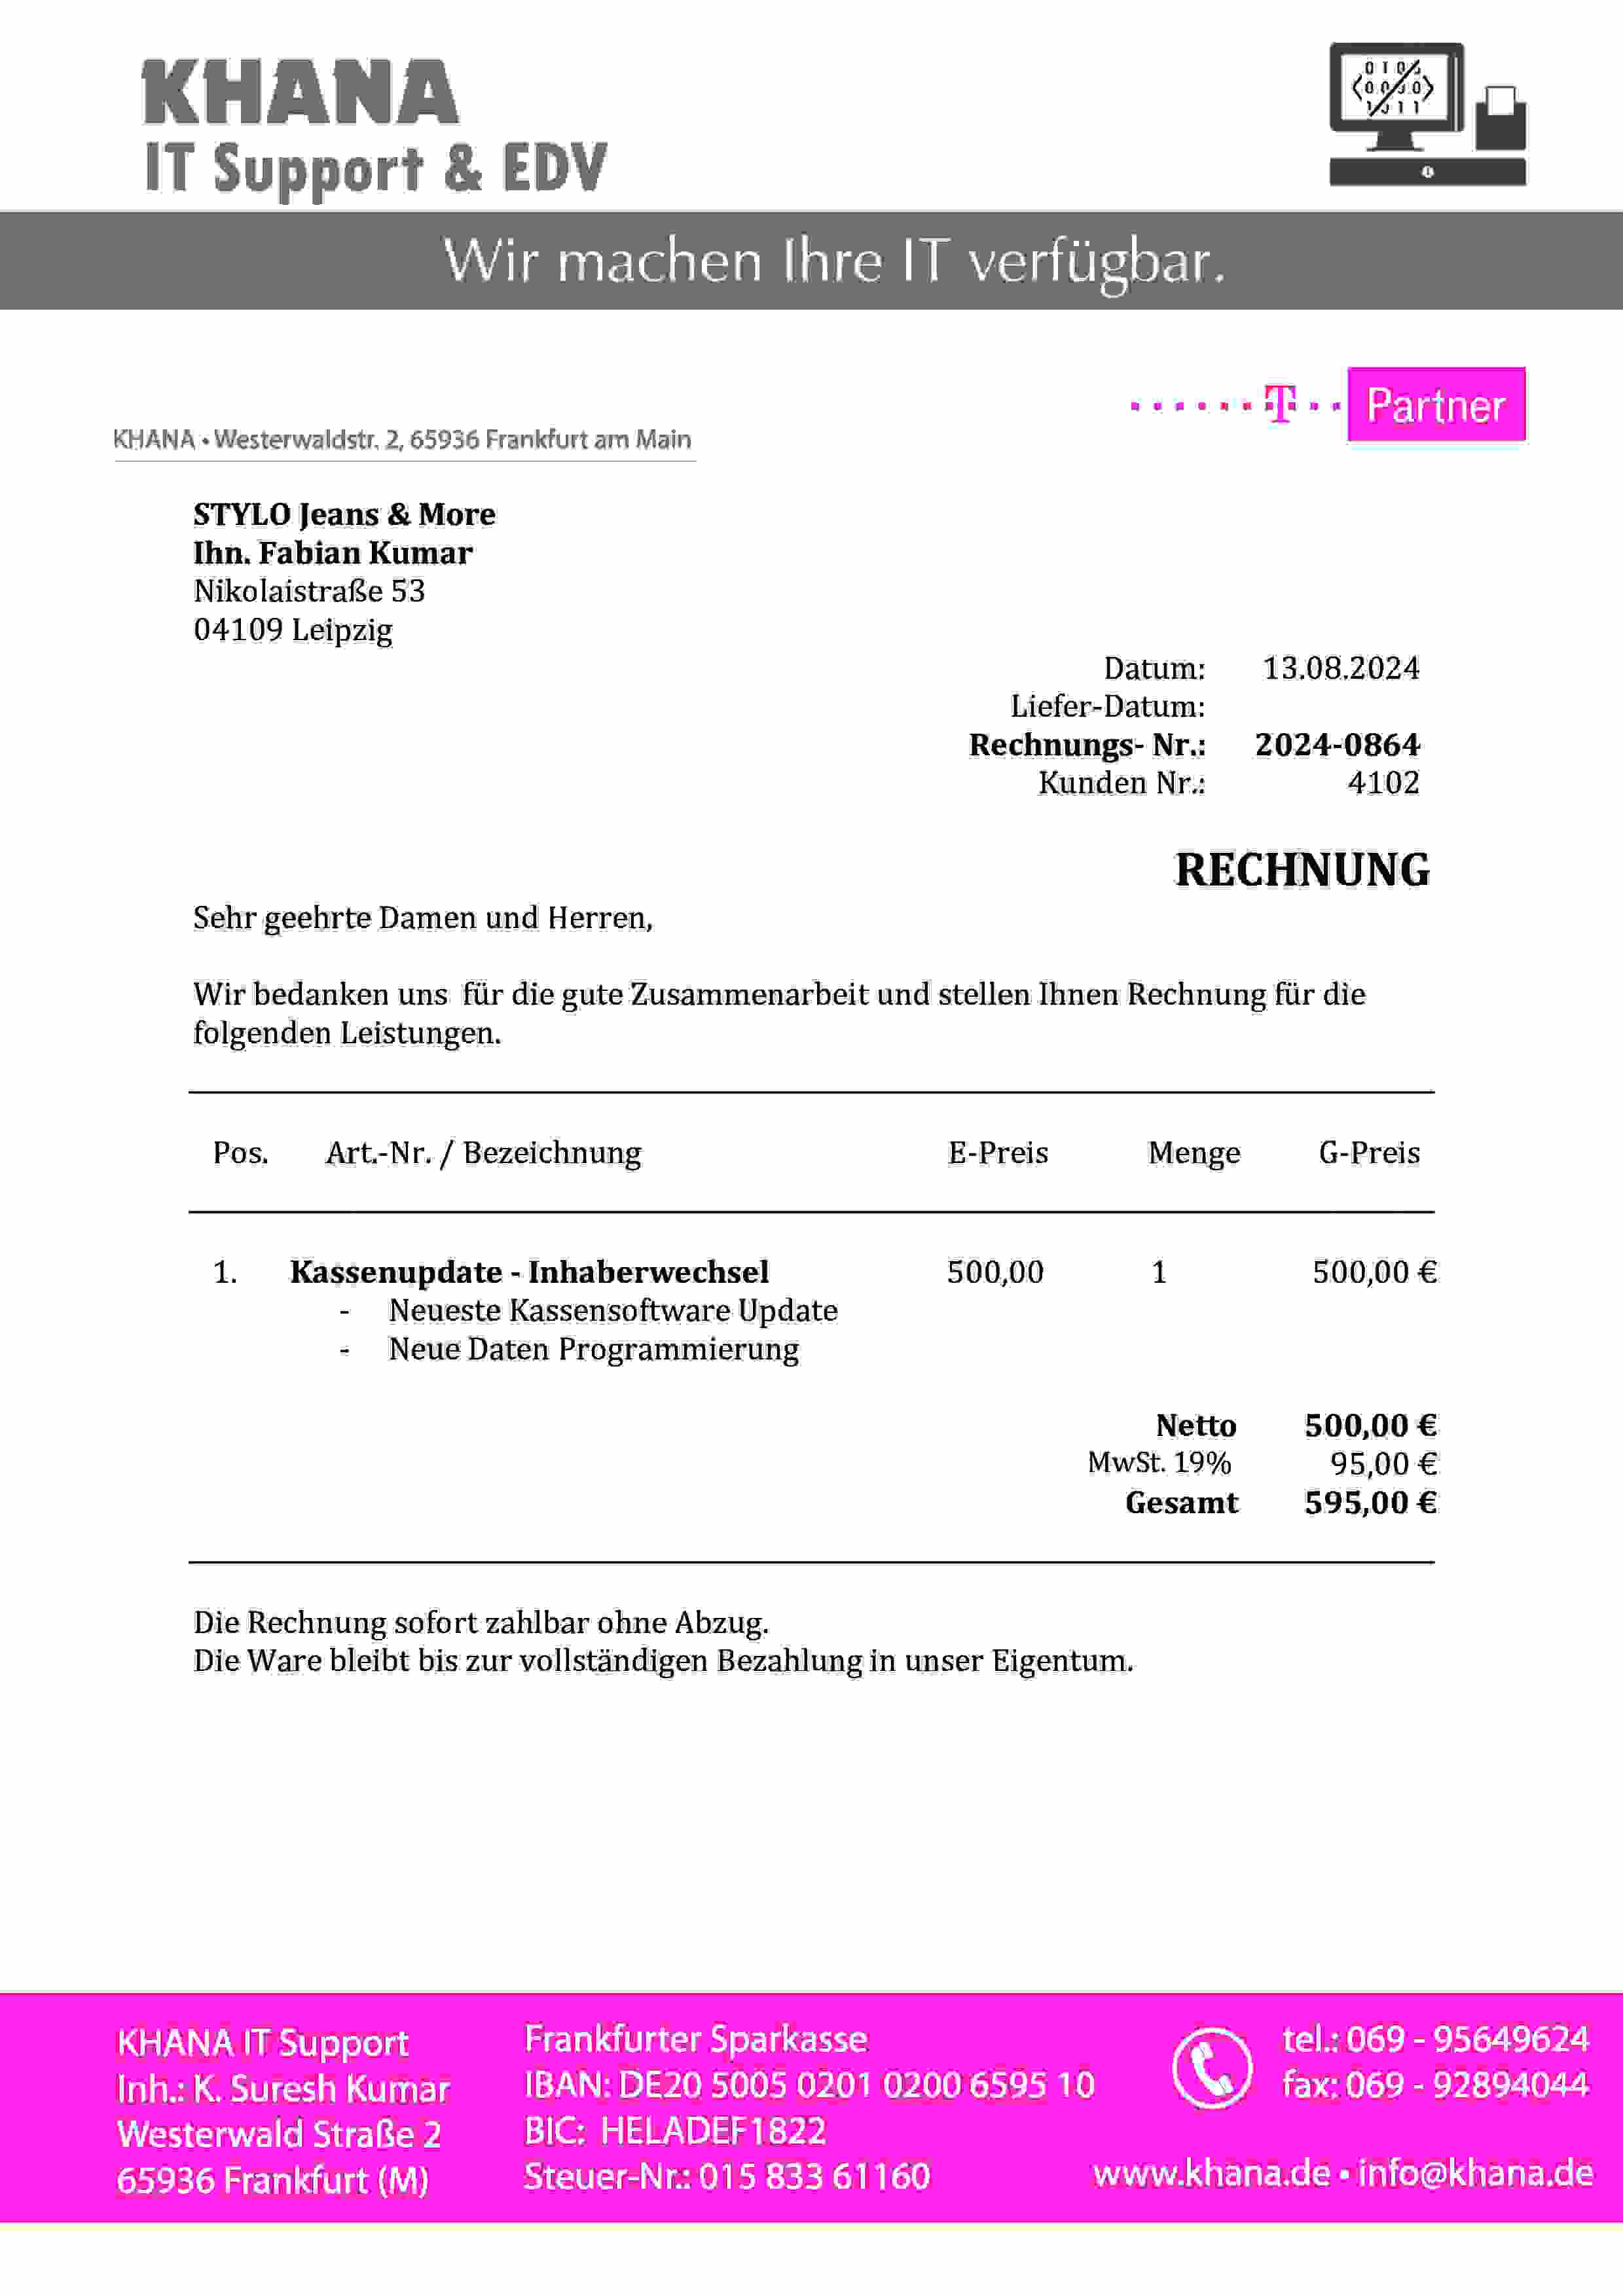 KHANA
IT Support & EDV
Wir machen Ihre IT verfügbar.
T Partner
KHANA • Westerwaldstr. 2, 65936 Frankfurt am Main
STYLO Jeans & More
Ihn. Fabian Kumar
Nikolaistraße 53
04109 Leipzig
Datum: 13.08.2024
Liefer-Datum:
Rechnungs- Nr.: 2024-0864
Kunden Nr.: 4102
RECHNUNG
Sehr geehrte Damen und Herren,
Wir bedanken uns für die gute Zusammenarbeit und stellen Ihnen Rechnung für die
folgenden Leistungen.
Pos. Art.-Nr. / Bezeichnung E-Preis Menge G-Preis
1. Kassenupdate - Inhaberwechsel 500,00 1 500,00 €
- Neueste Kassensoftware Update
- Neue Daten Programmierung
Netto 500,00 €
MwSt. 19% 95,00 €
Gesamt 595,00 €
Die Rechnung sofort zahlbar ohne Abzug.
Die Ware bleibt bis zur vollständigen Bezahlung in unser Eigentum.
KHANA IT Support
Inh.: K. Suresh Kumar
Westerwald Straße 2
65936 Frankfurt (M)
Frankfurter Sparkasse
IBAN: DE20 5005 0201 0200 6595 10
BIC: HELADEF1822
Steuer-Nr.: 015 833 61160
tel.: 069 - 95649624
fax: 069 - 92894044
www.khana.de • info@khana.de